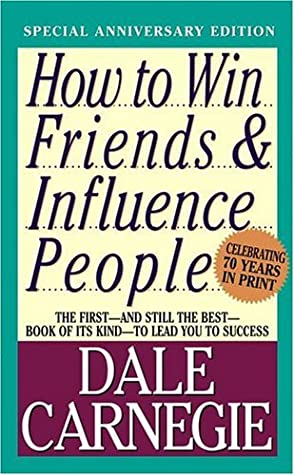 SPECIAL ANNIVERSARY EDITION
How to Win
Friends &
Influence
People
CELEBRATING
70 YEARS
IN PRINT
THE FIRST—AND STILL THE BEST—
BOOK OF ITS KIND—TO LEAD YOU TO SUCCESS
DALE
CARNEGIE